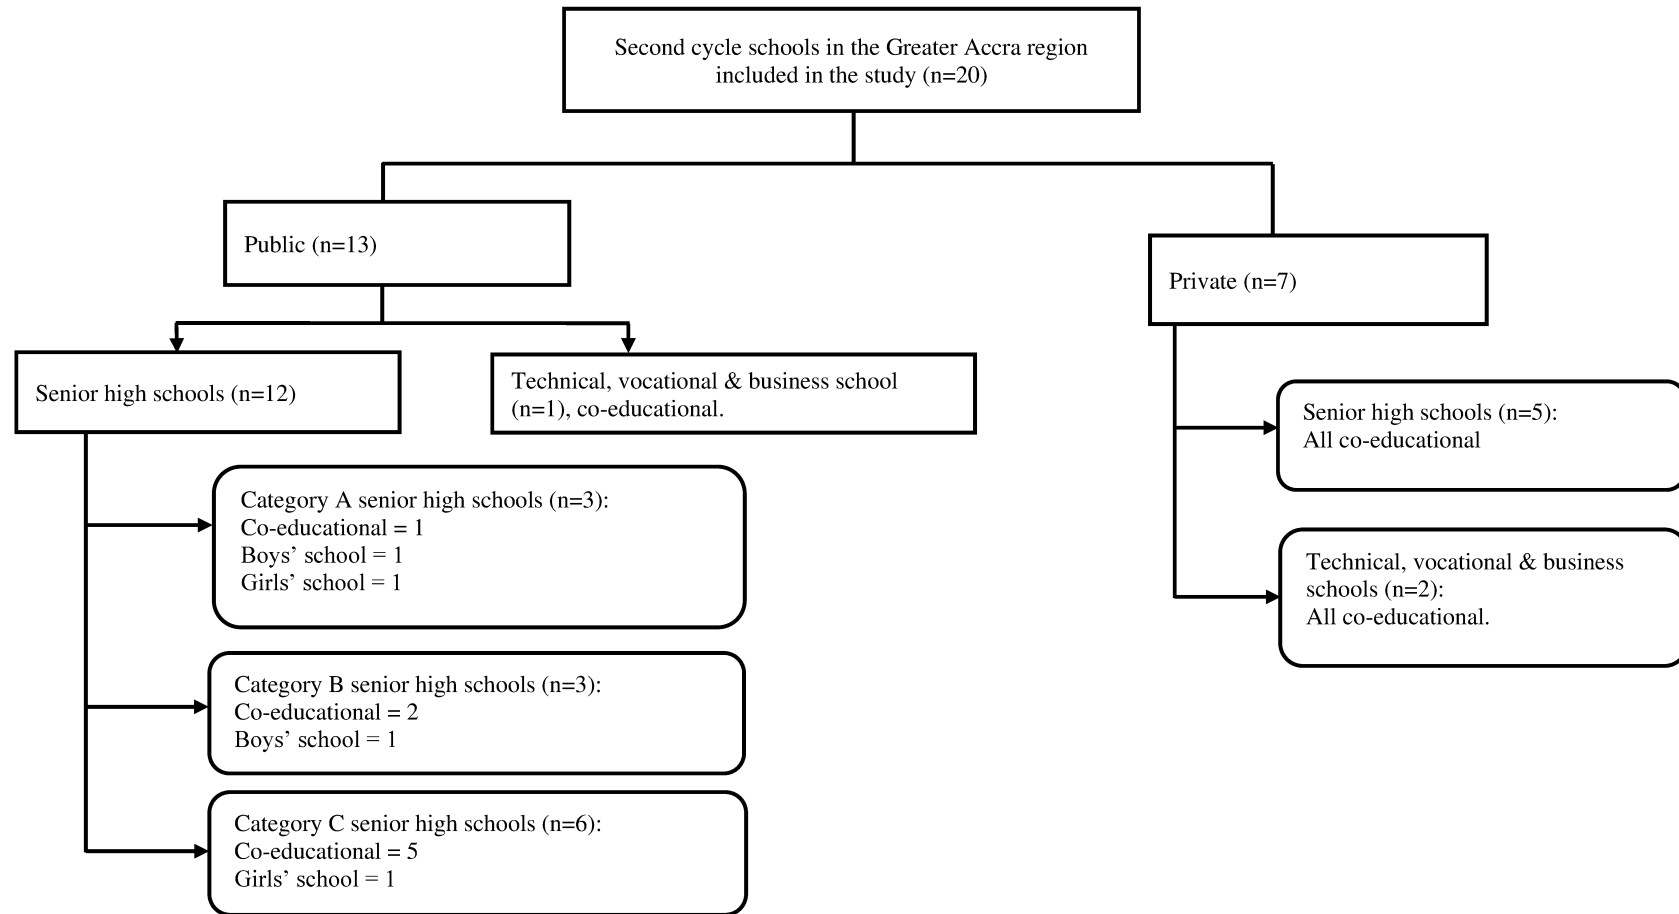 Second cycle schools in the Greater Accra region
included in the study (n=20)
Public (n=13)
Private (n=7)
Senior high schools (n=12)
Technical, vocational & business school
(n=1), co-educational.
Category A senior high schools (n=3):
Co-educational = 1
Boys’ school = 1
Girls’ school = 1
Category B senior high schools (n=3):
Co-educational = 2
Boys’ school = 1
Category C senior high schools (n=6):
Co-educational = 5
Girls’ school = 1
Senior high schools (n=5):
All co-educational
Technical, vocational & business
schools (n=2):
All co-educational.